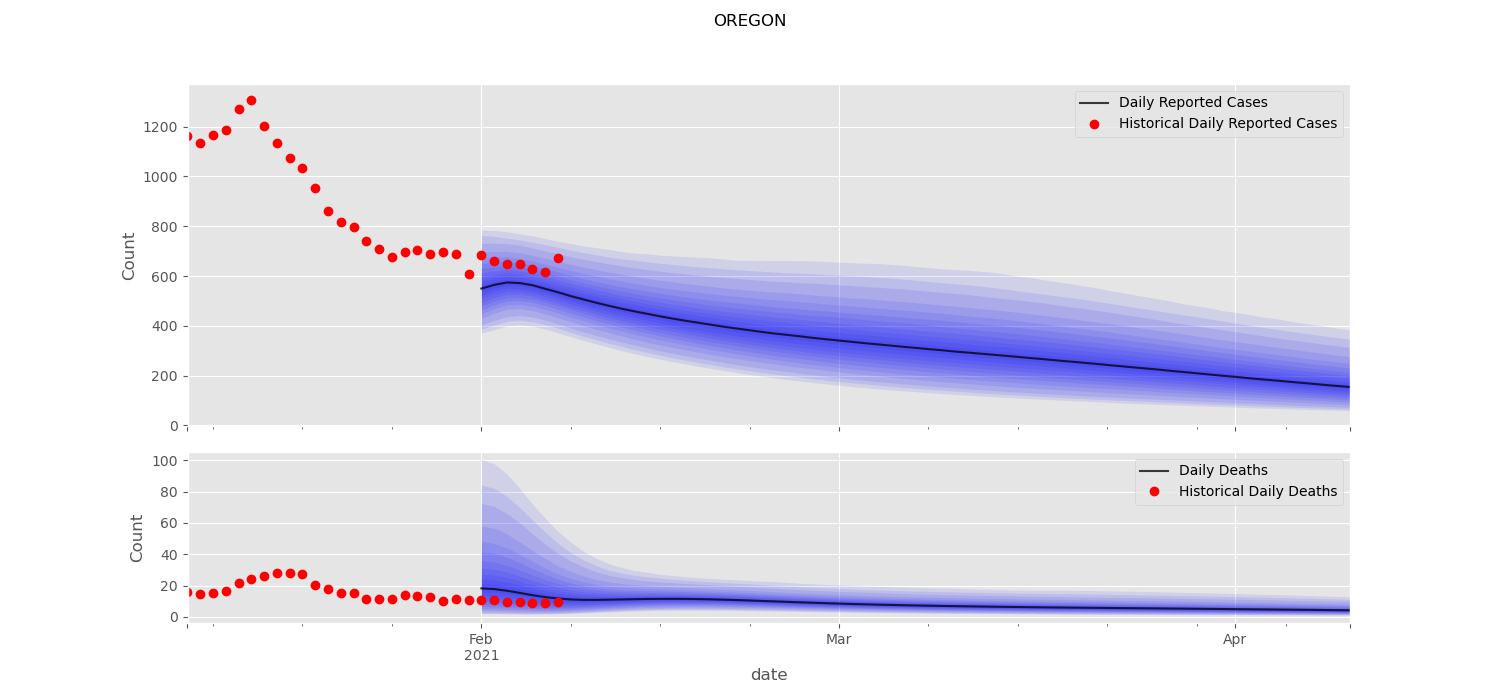 OREGON
Count
1200
1000
800
600
400
200
0
Daily Reported Cases
Historical Daily Reported Cases
Count
100
80
60
40
20
0
Daily Deaths
Historical Daily Deaths
Feb
2021
Mar
Apr
date